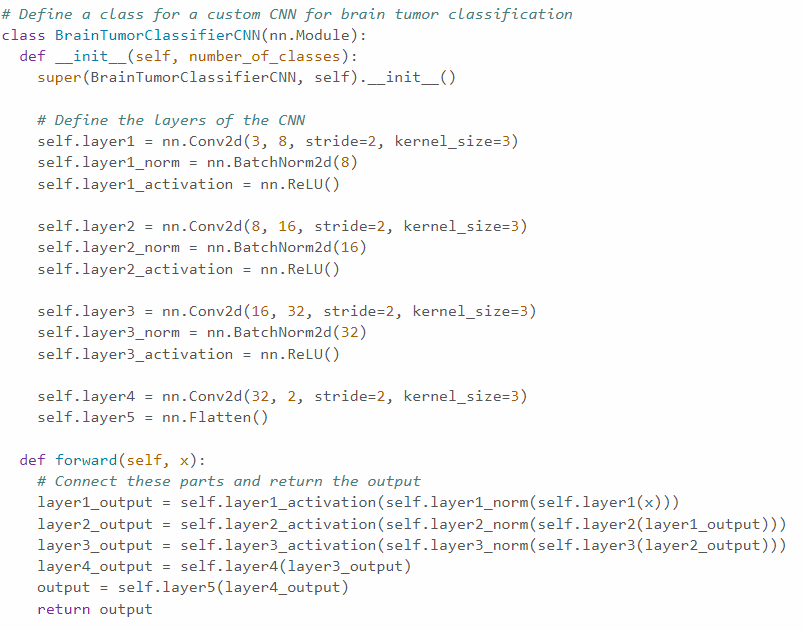 # Define a class for a custom CNN for brain tumor classification
class BrainTumorClassifierCNN(nn.Module):
  def __init__(self, number_of_classes):
    super(BrainTumorClassifierCNN, self).__init__()

    # Define the layers of the CNN
    self.layer1 = nn.Conv2d(3, 8, stride=2, kernel_size=3)
    self.layer1_norm = nn.BatchNorm2d(8)
    self.layer1_activation = nn.ReLU()

    self.layer2 = nn.Conv2d(8, 16, stride=2, kernel_size=3)
    self.layer2_norm = nn.BatchNorm2d(16)
    self.layer2_activation = nn.ReLU()

    self.layer3 = nn.Conv2d(16, 32, stride=2, kernel_size=3)
    self.layer3_norm = nn.BatchNorm2d(32)
    self.layer3_activation = nn.ReLU()

    self.layer4 = nn.Conv2d(32, 2, stride=2, kernel_size=3)
    self.layer5 = nn.Flatten()

  def forward(self, x):
    # Connect these parts and return the output
    layer1_output = self.layer1_activation(self.layer1_norm(self.layer1(x)))
    layer2_output = self.layer2_activation(self.layer2_norm(self.layer2(layer1_output)))
    layer3_output = self.layer3_activation(self.layer3_norm(self.layer3(layer2_output)))
    layer4_output = self.layer4(layer3_output)
    output = self.layer5(layer4_output)
    return output